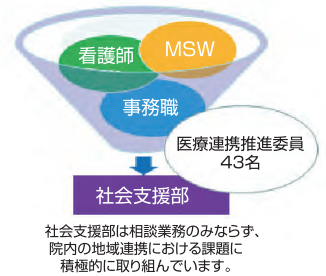 看護師
MSW
事務職
医療連携推進委員
43名
社会支援部
社会支援部は相談業務のみならず、
院内の地域連携における課題に
積極的に取り組んでいます。